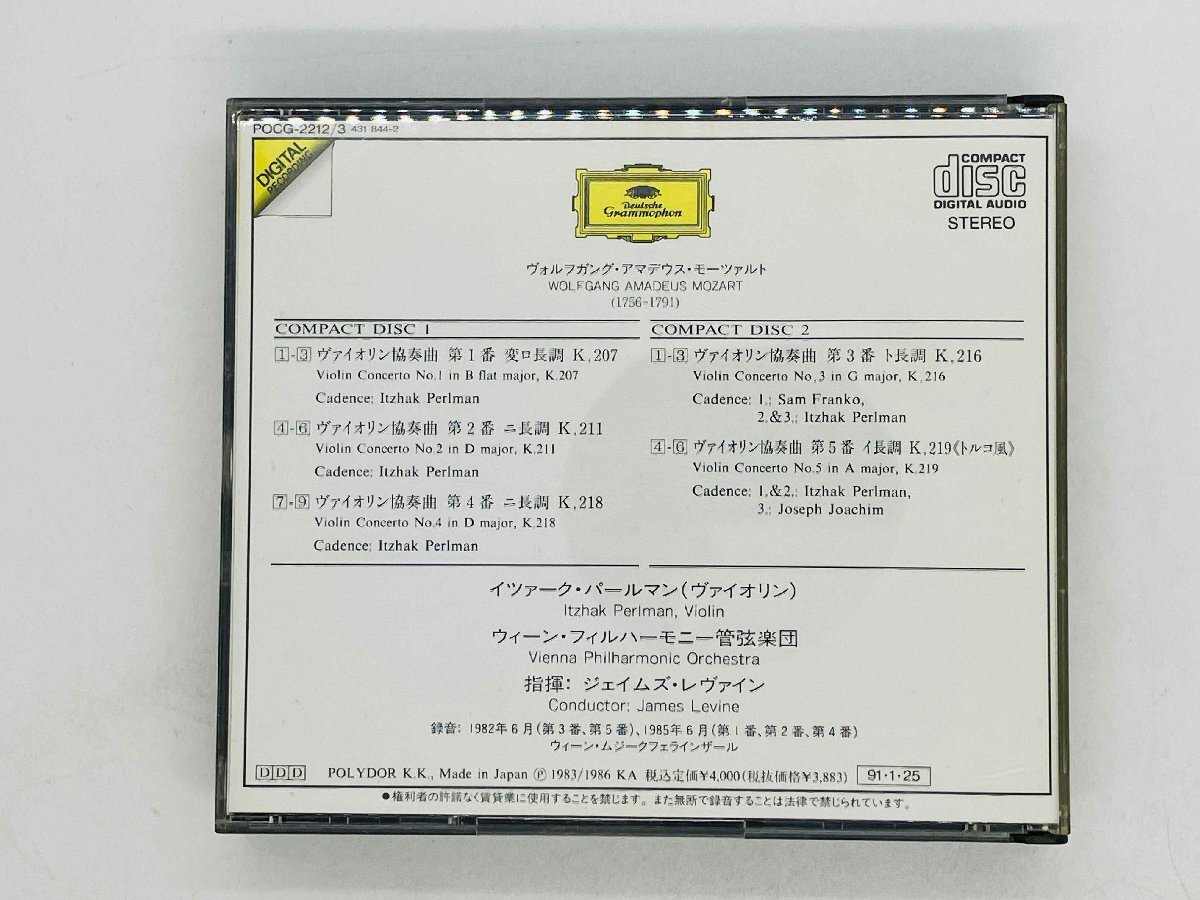 POCG-2212/3 431 844-2
DIGITAL
RECORDING
Deutsche
Grammophon
COMPACT
disc
DIGITAL AUDIO
STEREO
ヴォルフガング・アマデウス・モーツァルト
WOLFGANG AMADEUS MOZART
(1756-1791)
COMPACT DISC 1
1-3 ヴァイオリン協奏曲 第1番 変ロ長調 K.207
Violin Concerto No.1 in B flat major, K.207
Cadence: Itzhak Perlman
4-6 ヴァイオリン協奏曲 第2番 ニ長調 K.211
Violin Concerto No.2 in D major, K.211
Cadence: Itzhak Perlman
7-9 ヴァイオリン協奏曲 第4番 ニ長調 K.218
Violin Concerto No.4 in D major, K.218
Cadence: Itzhak Perlman
COMPACT DISC 2
1-3 ヴァイオリン協奏曲 第3番 ト長調 K.216
Violin Concerto No.3 in G major, K.216
Cadence: 1.: Sam Franko,
2.&3.: Itzhak Perlman
4-6 ヴァイオリン協奏曲 第5番 イ長調 K.219《トルコ風》
Violin Concerto No.5 in A major, K.219
Cadence: 1.&2.: Itzhak Perlman,
3.: Joseph Joachim
イツァーク・パールマン(ヴァイオリン)
Itzhak Perlman, Violin
ウィーン・フィルハーモニー管弦楽団
Vienna Philharmonic Orchestra
指揮: ジェイムズ・レヴァイン
Conductor: James Levine
録音: 1982年6月(第3番、第5番)、1985年6月(第1番、第2番、第4番)
ウィーン・ムジークフェラインザール
DDD POLYDOR K.K., Made in Japan Ⓟ 1983/1986 KA 税込定価¥4,000(税抜価格¥3,883) 91・1・25
●権利者の許諾なく賃貸業に使用することを禁じます。また無断で録音することは法律で禁じられています。